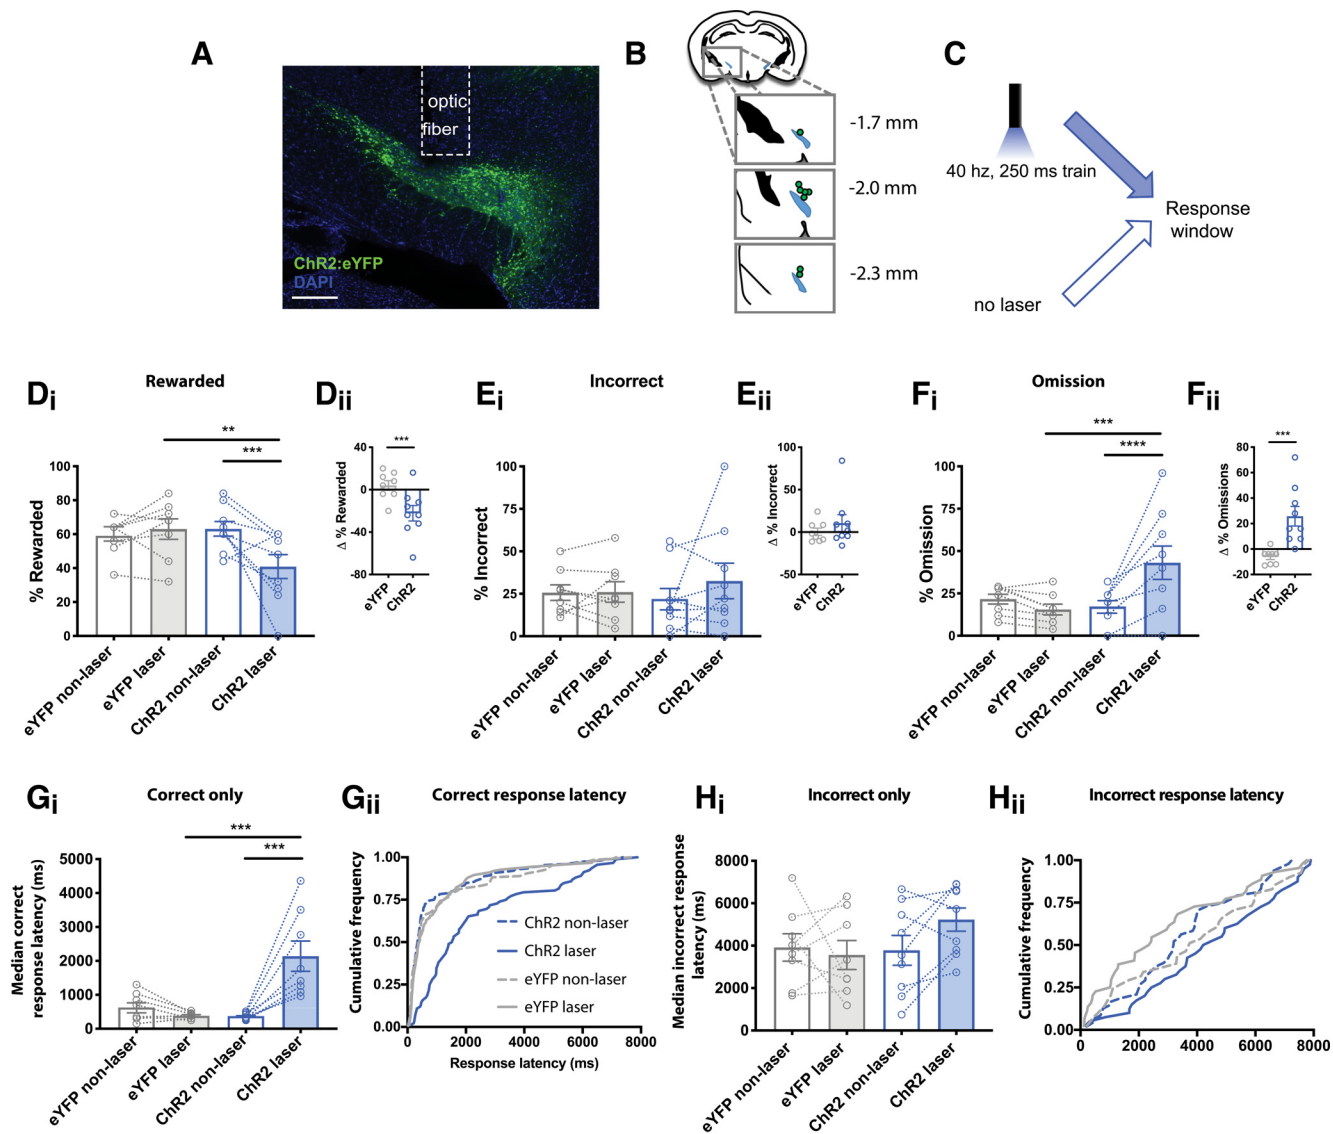 A
optic
fiber
ChR2:eYFP
DAPI
B
-1.7 mm
-2.0 mm
-2.3 mm
C
40 hz, 250 ms train
Response
window
no laser
Di
Rewarded
**
***
% Rewarded
100
80
60
40
20
0
eYFP non-laser
eYFP laser
ChR2 non-laser
ChR2 laser
Dii
***
Δ % Rewarded
40
0
-40
-80
eYFP
ChR2
Ei
Incorrect
% Incorrect
100
75
50
25
0
eYFP non-laser
eYFP laser
ChR2 non-laser
ChR2 laser
Eii
Δ % Incorrect
100
50
0
-50
eYFP
ChR2
Fi
Omission
***
****
% Omission
100
75
50
25
0
eYFP non-laser
eYFP laser
ChR2 non-laser
ChR2 laser
Fii
***
Δ % Omissions
80
60
40
20
0
-20
eYFP
ChR2
Gi
Correct only
***
***
Median correct
response latency (ms)
5000
4000
3000
2000
1000
0
eYFP non-laser
eYFP laser
ChR2 non-laser
ChR2 laser
Gii
Correct response latency
Cumulative frequency
1.00
0.75
0.50
0.25
0.00
ChR2 non-laser
ChR2 laser
eYFP non-laser
eYFP laser
0 2000 4000 6000 8000
Response latency (ms)
Hi
Incorrect only
Median incorrect response
latency (ms)
8000
6000
4000
2000
0
eYFP non-laser
eYFP laser
ChR2 non-laser
ChR2 laser
Hii
Incorrect response latency
Cumulative frequency
1.00
0.75
0.50
0.25
0.00
0 2000 4000 6000 8000